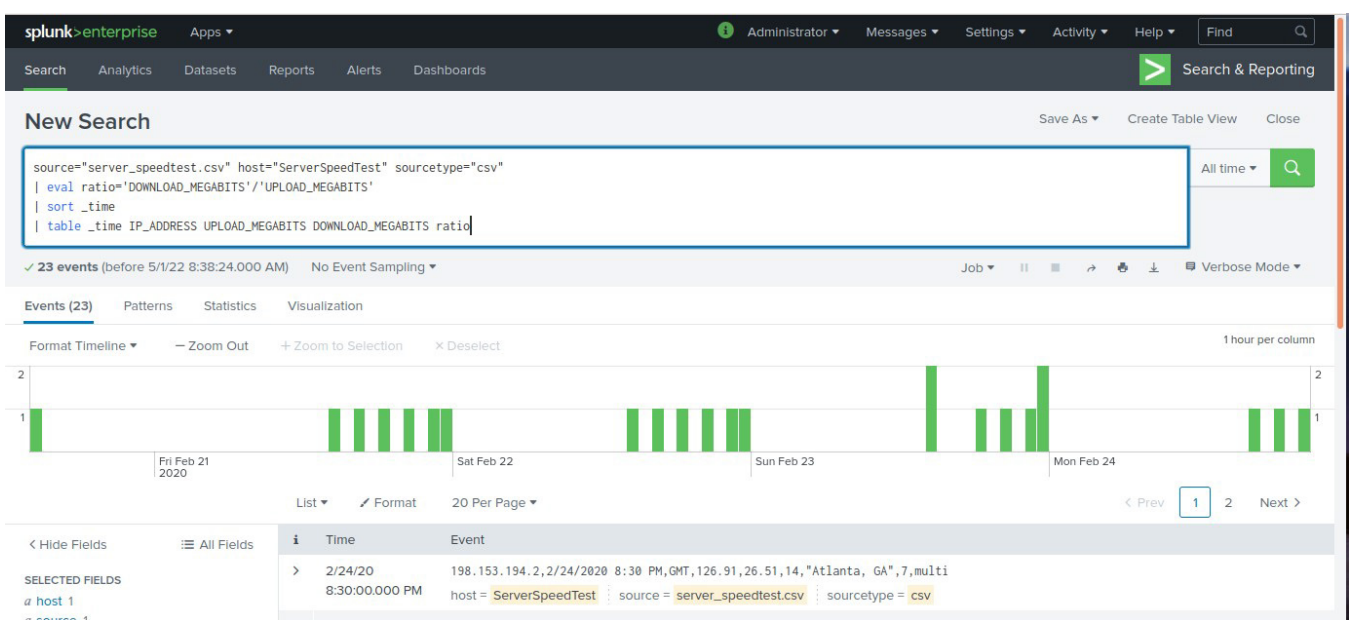 splunk>enterprise Apps ▾ i Administrator ▾ Messages ▾ Settings ▾ Activity ▾ Help ▾ Find
Search Analytics Datasets Reports Alerts Dashboards > Search & Reporting
New Search Save As ▾ Create Table View Close
source="server_speedtest.csv" host="ServerSpeedTest" sourcetype="csv"
| eval ratio='DOWNLOAD_MEGABITS'/'UPLOAD_MEGABITS'
| sort _time
| table _time IP_ADDRESS UPLOAD_MEGABITS DOWNLOAD_MEGABITS ratio
All time ▾
✓ 23 events (before 5/1/22 8:38:24.000 AM) No Event Sampling ▾ Job ▾ Verbose Mode ▾
Events (23) Patterns Statistics Visualization
Format Timeline ▾ — Zoom Out + Zoom to Selection × Deselect 1 hour per column
2 2
1 1
Fri Feb 21 Sat Feb 22 Sun Feb 23 Mon Feb 24
2020
List ▾ Format 20 Per Page ▾ < Prev 1 2 Next >
< Hide Fields All Fields i Time Event
> 2/24/20 198.153.194.2,2/24/2020 8:30 PM,GMT,126.91,26.51,14,"Atlanta, GA",7,multi
SELECTED FIELDS 8:30:00.000 PM host = ServerSpeedTest source = server_speedtest.csv sourcetype = csv
a host 1
a source 1